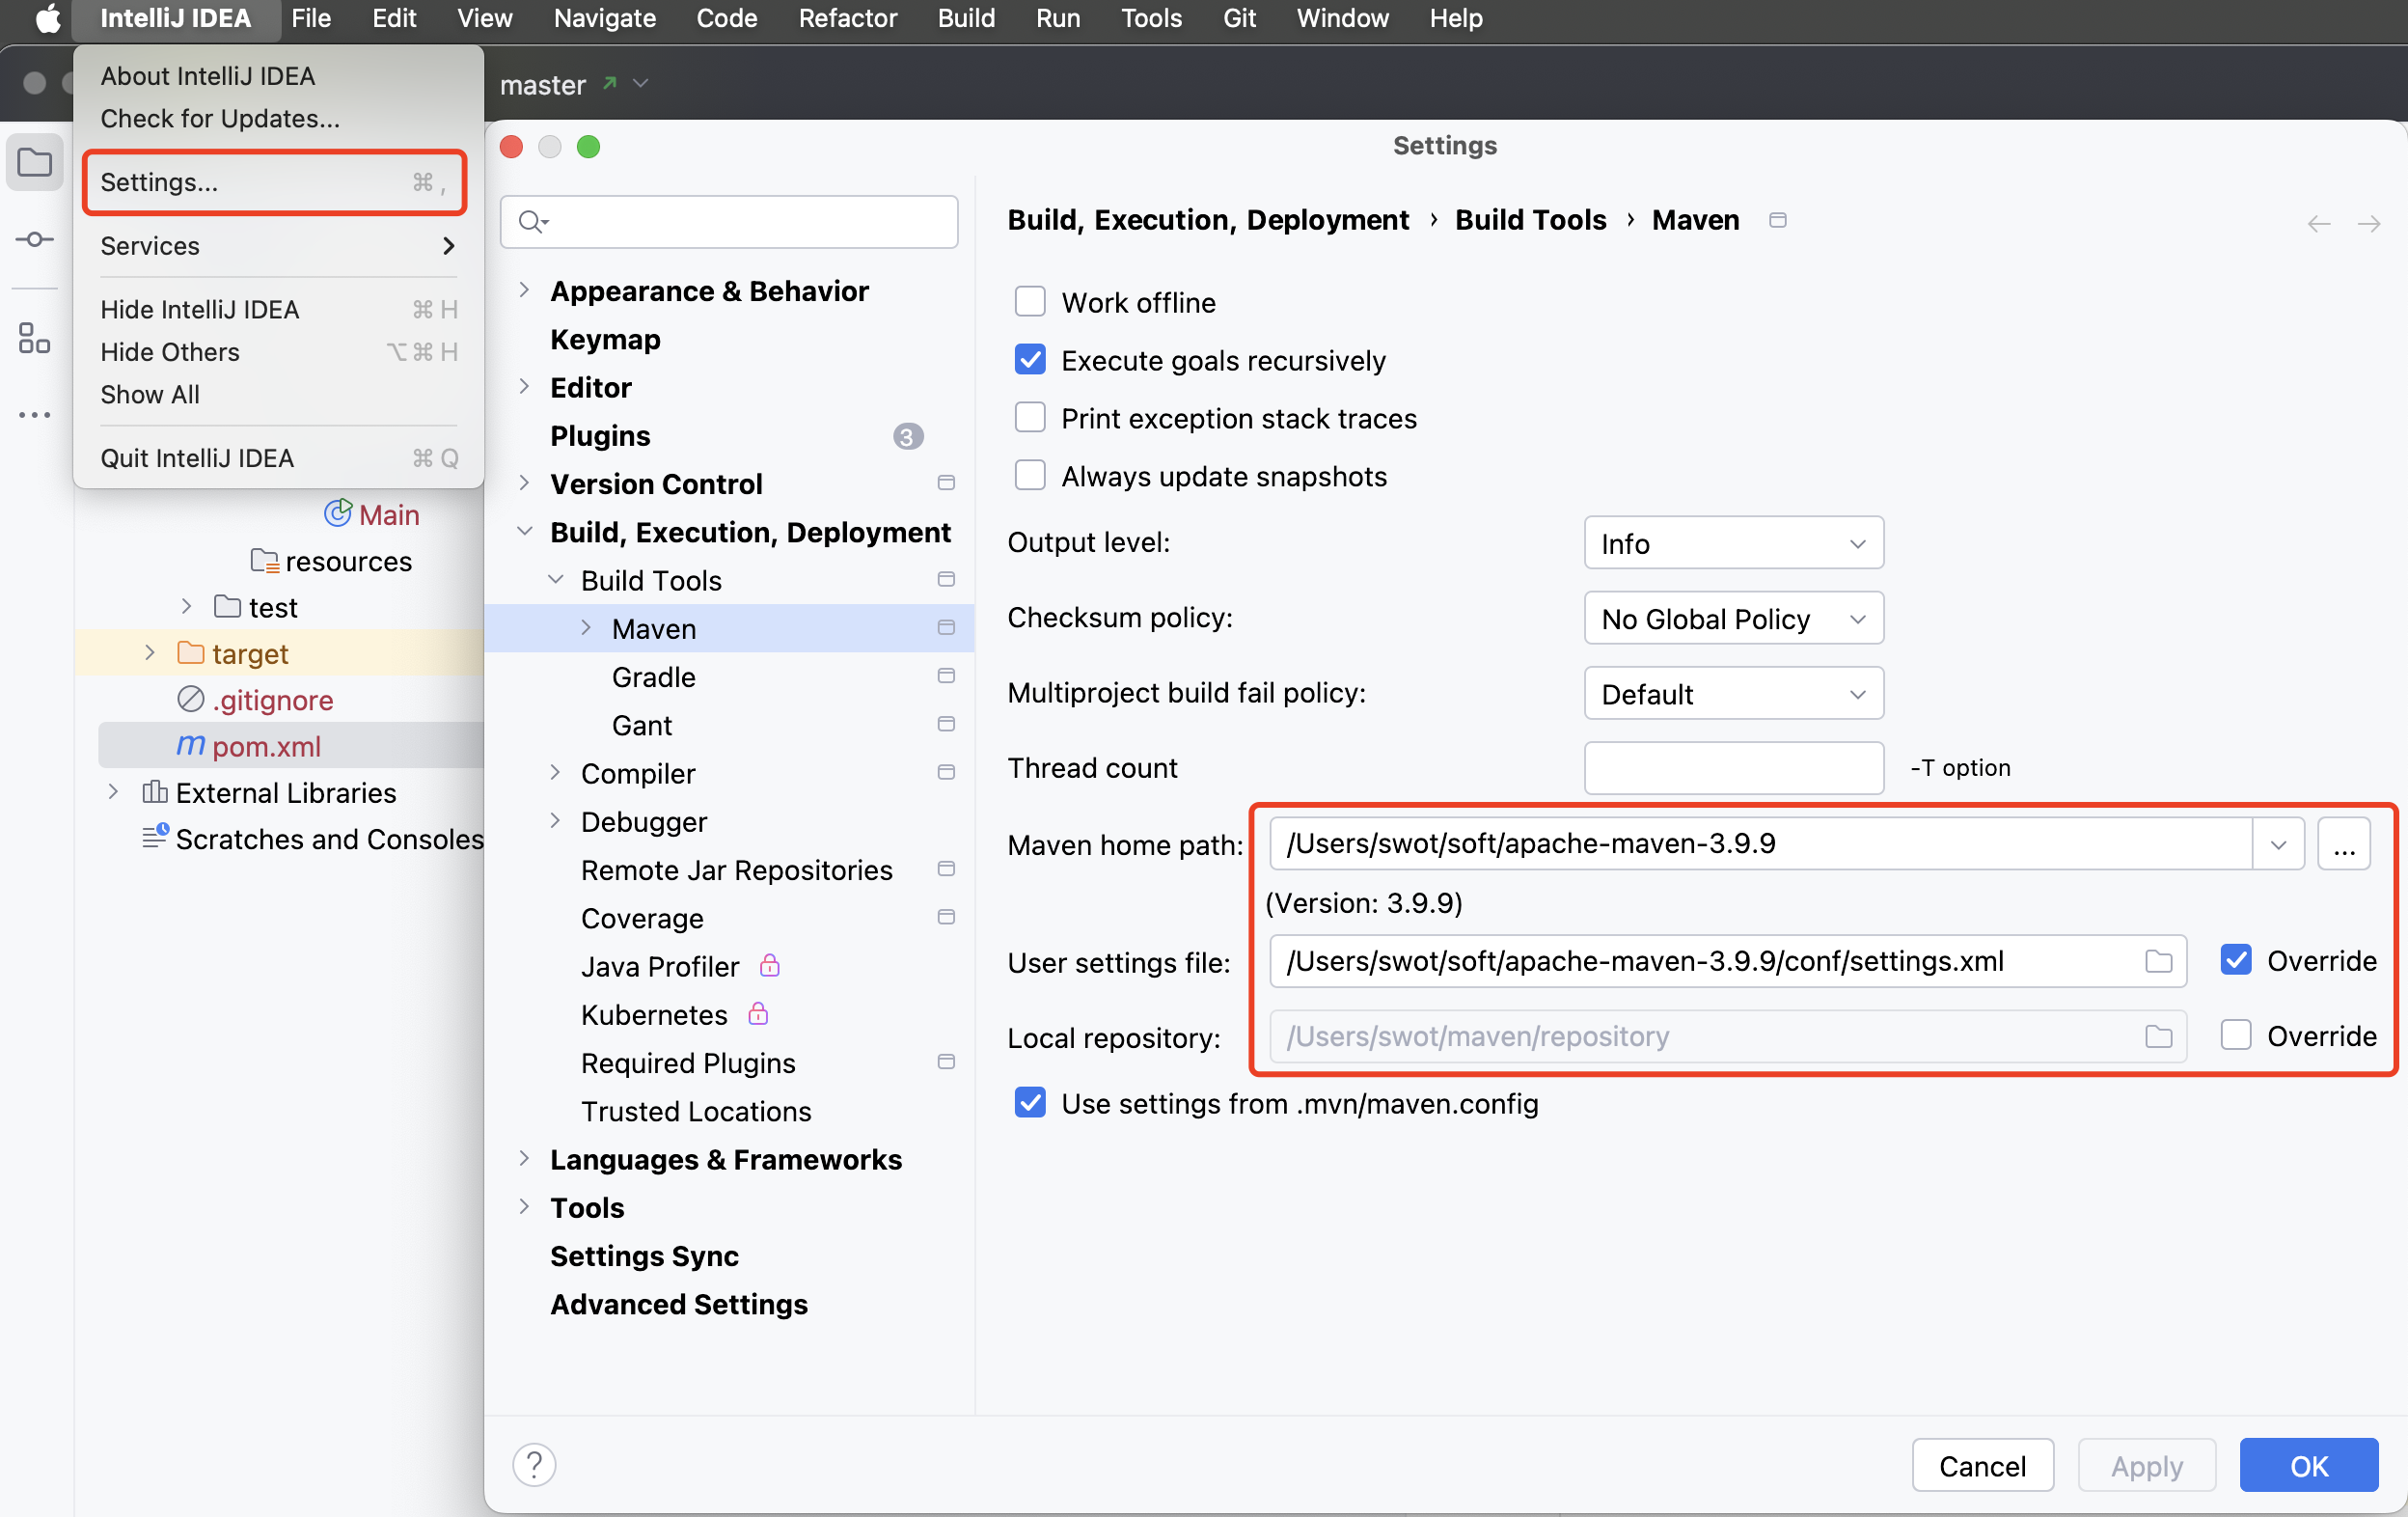 IntelliJ IDEA File Edit View Navigate Code Refactor Build Run Tools Git Window Help
About IntelliJ IDEA
Check for Updates...
Settings... ⌘ ,
Services
Hide IntelliJ IDEA ⌘ H
Hide Others ⌥ ⌘ H
Show All
Quit IntelliJ IDEA ⌘ Q
master
Main
resources
test
target
.gitignore
m pom.xml
External Libraries
Scratches and Consoles
Settings
Appearance & Behavior
Keymap
Editor
Plugins 3
Version Control
Build, Execution, Deployment
Build Tools
Maven
Gradle
Gant
Compiler
Debugger
Remote Jar Repositories
Coverage
Java Profiler
Kubernetes
Required Plugins
Trusted Locations
Languages & Frameworks
Tools
Settings Sync
Advanced Settings
Build, Execution, Deployment › Build Tools › Maven
Work offline
Execute goals recursively
Print exception stack traces
Always update snapshots
Output level: Info
Checksum policy: No Global Policy
Multiproject build fail policy: Default
Thread count -T option
Maven home path: /Users/swot/soft/apache-maven-3.9.9 ...
(Version: 3.9.9)
User settings file: /Users/swot/soft/apache-maven-3.9.9/conf/settings.xml Override
Local repository: /Users/swot/maven/repository Override
Use settings from .mvn/maven.config
? Cancel Apply OK